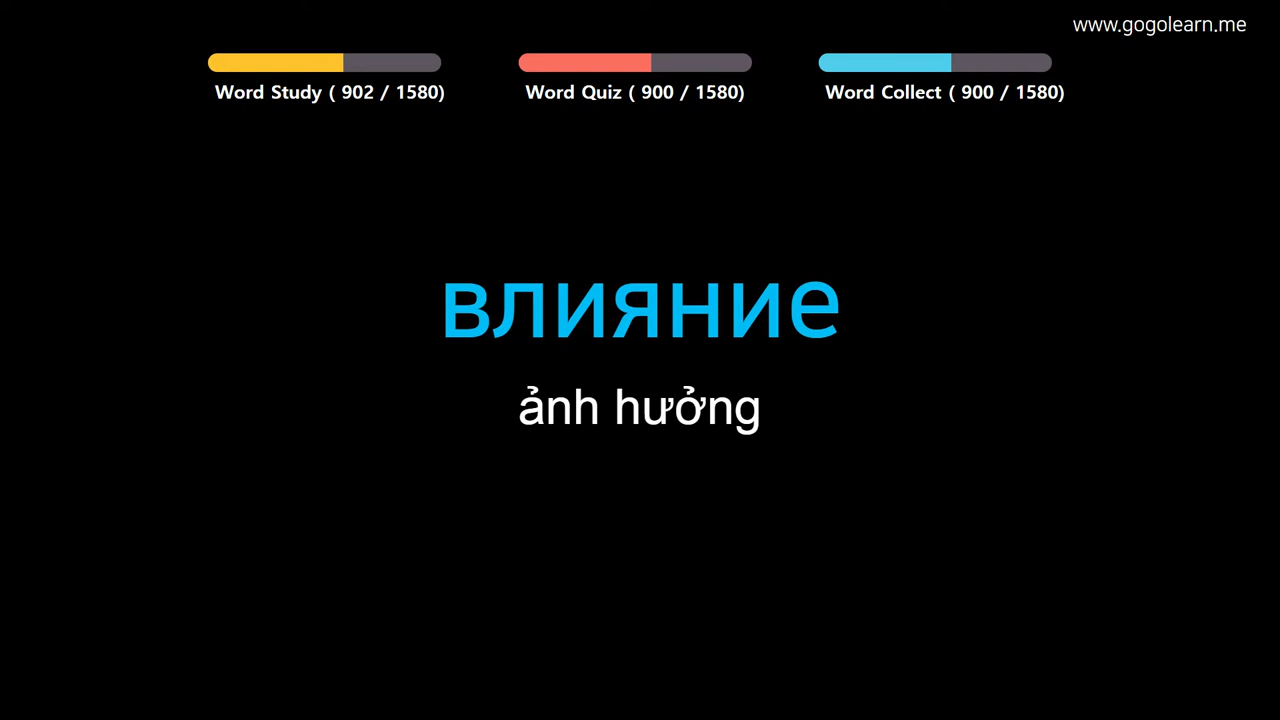 www.gogolearn.me
Word Study ( 902 / 1580)
Word Quiz ( 900 / 1580)
Word Collect ( 900 / 1580)
влияние
ảnh hưởng